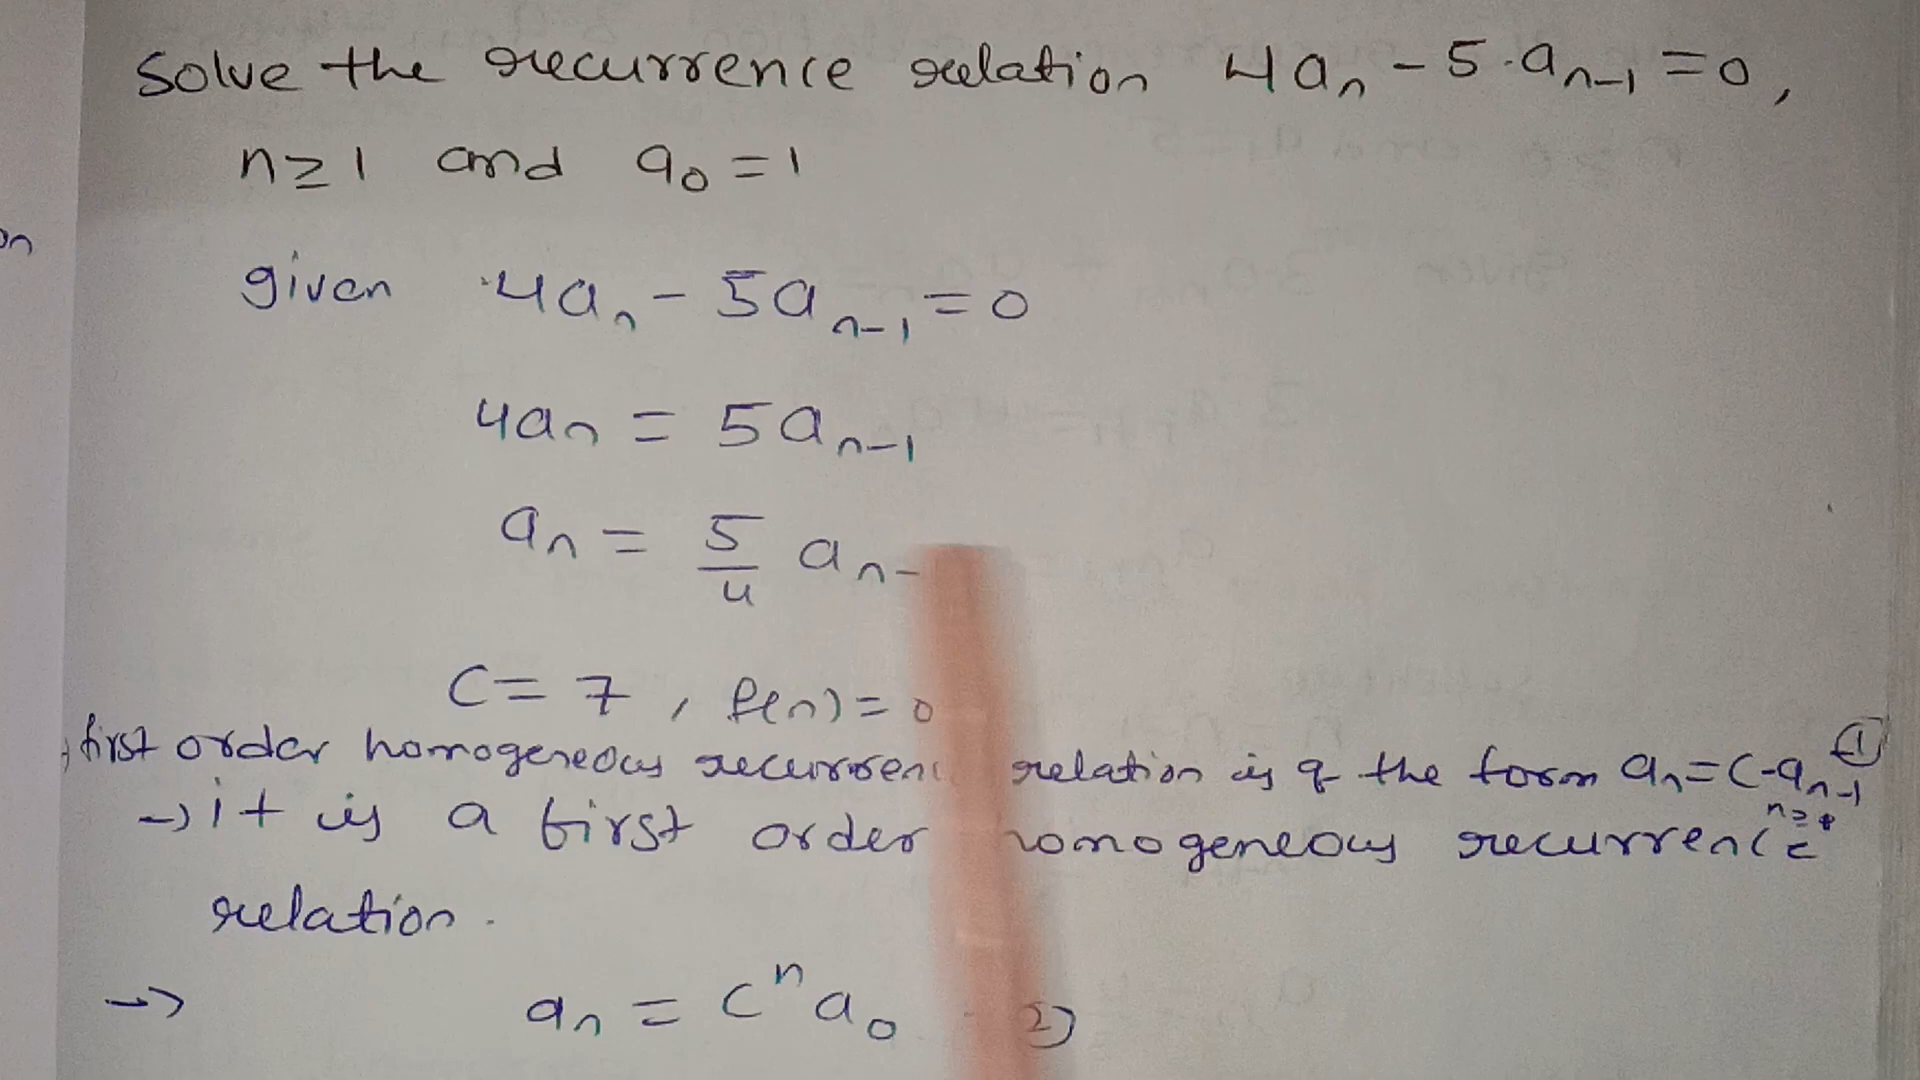 Solve the recurrence relation 4aₙ - 5.aₙ₋₁ = 0,
n ≥ 1 and a₀ = 1
on
given 4aₙ - 5aₙ₋₁ = 0
4aₙ = 5aₙ₋₁
aₙ = 5/4 aₙ₋
C = 7, f(n) = 0
first order homogeneous recurrenc relation is of the form aₙ = C-aₙ₋₁ ①
n ≥
→ it is a first order homogeneous recurrence
relation.
→ aₙ = Cⁿ a₀ 2)